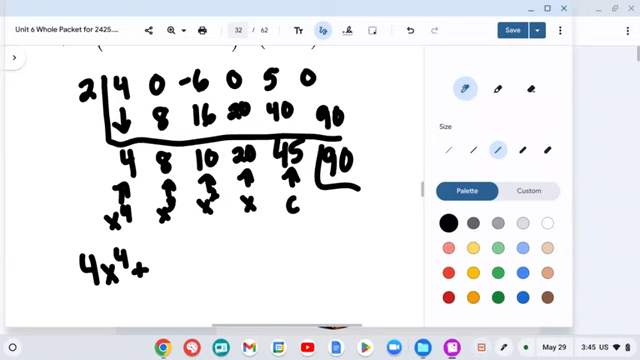 Unit 6 Whole Packet for 2425....
32 / 62
Save
2 4 0 -6 0 5 0
↓ 8 16 20 40 90
4 8 10 20 45 90
↑ ↑ ↑ ↑ ↑
x⁴ x³ x² x c
4x⁴ +
Size
Palette
Custom
May 29
3:45 US